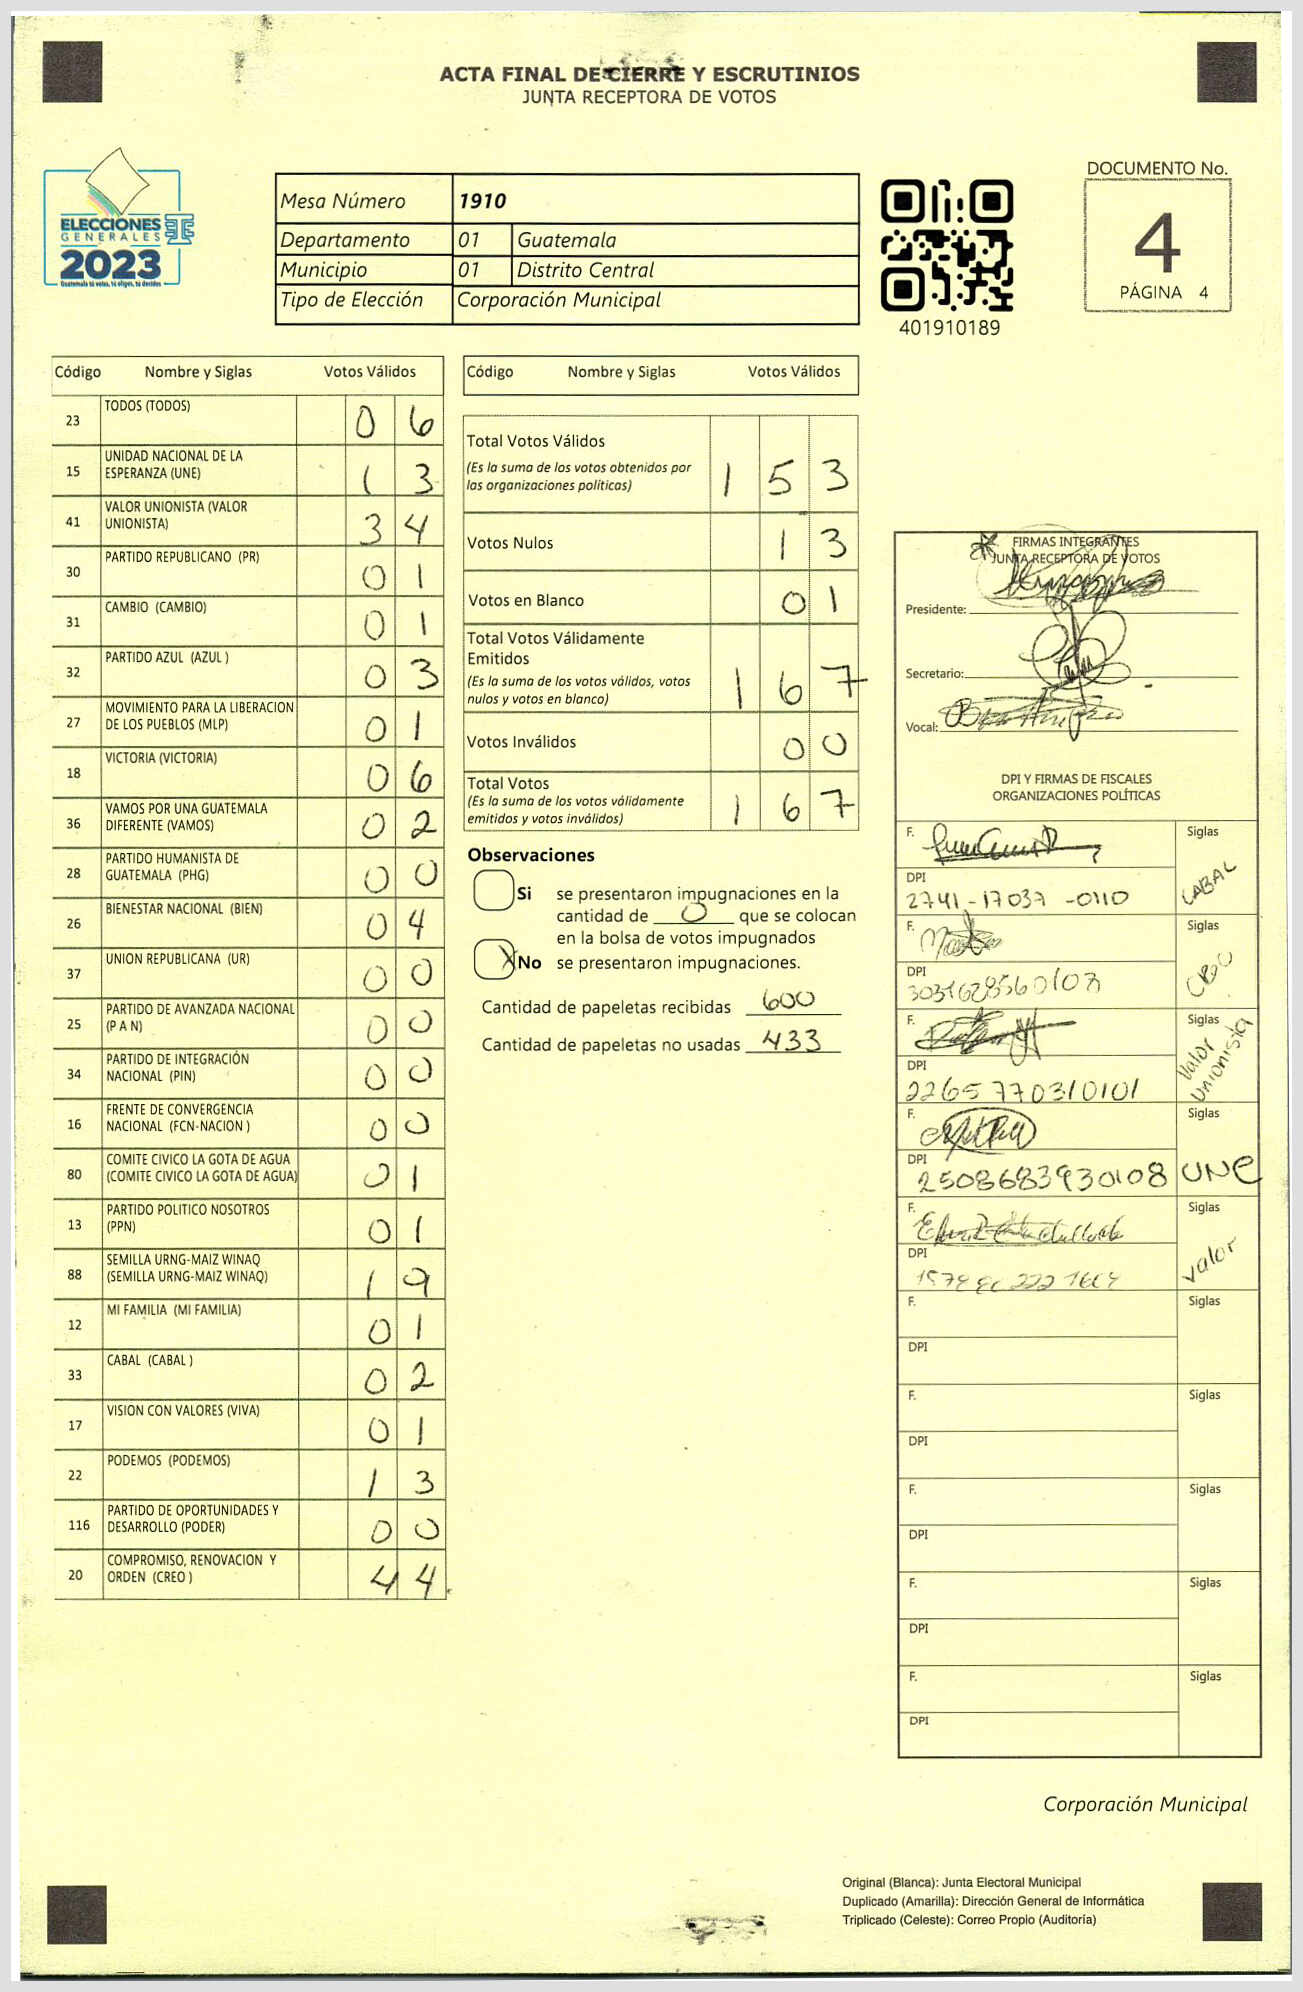 ACTA FINAL DE CIERRE Y ESCRUTINIOS
JUNTA RECEPTORA DE VOTOS
ELECCIONES
GENERALES
2023
Guatemala tú votas, tú eliges, tú decides
Mesa Número 1910
Departamento 01 Guatemala
Municipio 01 Distrito Central
Tipo de Elección Corporación Municipal
401910189
DOCUMENTO No.
4
PÁGINA 4
Código Nombre y Siglas Votos Válidos
23 TODOS (TODOS) 0 6
15 UNIDAD NACIONAL DE LA
ESPERANZA (UNE) 1 3
41 VALOR UNIONISTA (VALOR
UNIONISTA) 3 4
30 PARTIDO REPUBLICANO (PR) 0 1
31 CAMBIO (CAMBIO) 0 1
32 PARTIDO AZUL (AZUL ) 0 3
27 MOVIMIENTO PARA LA LIBERACION
DE LOS PUEBLOS (MLP) 0 1
18 VICTORIA (VICTORIA) 0 6
36 VAMOS POR UNA GUATEMALA
DIFERENTE (VAMOS) 0 2
28 PARTIDO HUMANISTA DE
GUATEMALA (PHG) 0 0
26 BIENESTAR NACIONAL (BIEN) 0 4
37 UNION REPUBLICANA (UR) 0 0
25 PARTIDO DE AVANZADA NACIONAL
(P A N) 0 0
34 PARTIDO DE INTEGRACIÓN
NACIONAL (PIN) 0 0
16 FRENTE DE CONVERGENCIA
NACIONAL (FCN-NACION ) 0 0
80 COMITE CIVICO LA GOTA DE AGUA
(COMITE CIVICO LA GOTA DE AGUA) 0 1
13 PARTIDO POLITICO NOSOTROS
(PPN) 0 1
88 SEMILLA URNG-MAIZ WINAQ
(SEMILLA URNG-MAIZ WINAQ) 1 9
12 MI FAMILIA (MI FAMILIA) 0 1
33 CABAL (CABAL ) 0 2
17 VISION CON VALORES (VIVA) 0 1
22 PODEMOS (PODEMOS) 1 3
116 PARTIDO DE OPORTUNIDADES Y
DESARROLLO (PODER) 0 0
20 COMPROMISO, RENOVACION Y
ORDEN (CREO ) 4 4
Código Nombre y Siglas Votos Válidos
Total Votos Válidos
(Es la suma de los votos obtenidos por
las organizaciones políticas) 1 5 3
Votos Nulos 1 3
Votos en Blanco 0 1
Total Votos Válidamente
Emitidos
(Es la suma de los votos válidos, votos
nulos y votos en blanco) 1 6 7
Votos Inválidos 0 0
Total Votos
(Es la suma de los votos válidamente
emitidos y votos inválidos) 1 6 7
Observaciones
Si se presentaron impugnaciones en la
cantidad de 0 que se colocan
en la bolsa de votos impugnados
X No se presentaron impugnaciones.
Cantidad de papeletas recibidas 600
Cantidad de papeletas no usadas 433
FIRMAS INTEGRANTES
JUNTA RECEPTORA DE VOTOS
Presidente:
Secretario:
Vocal:
DPI Y FIRMAS DE FISCALES
ORGANIZACIONES POLÍTICAS
F. Siglas
DPI CABAL
2741-17037-0110
F. Siglas
DPI
F. Siglas
DPI Valor
Unionista
2265 770310101
F. Siglas
DPI
2508683930108 UNE
F. Siglas
DPI Valor
F. Siglas
DPI
F. Siglas
DPI
F. Siglas
DPI
F. Siglas
DPI
F. Siglas
DPI
Corporación Municipal
Original (Blanca): Junta Electoral Municipal
Duplicado (Amarilla): Dirección General de Informática
Triplicado (Celeste): Correo Propio (Auditoría)